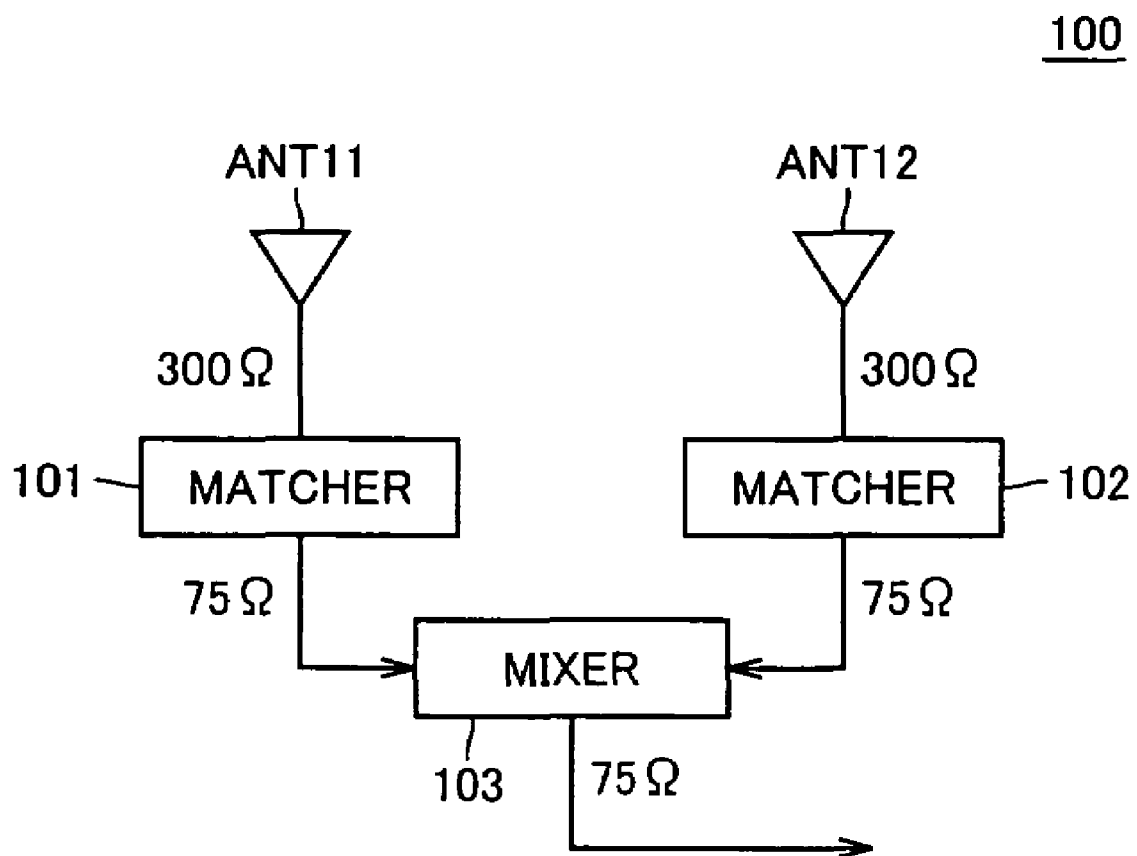 100
ANT11
ANT12
300Ω
300Ω
101
MATCHER
MATCHER
102
75Ω
75Ω
MIXER
103
75Ω